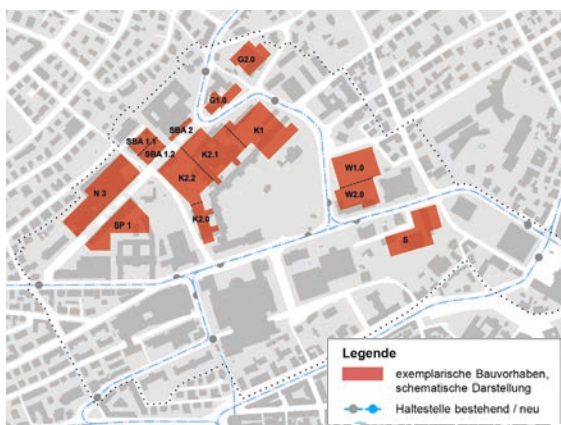 G2.0
G1.0
K1
SBA 2
SBA 1.1
SBA 1.2
K2.1
K2.2
W1.0
W2.0
N 3
K2.0
SP 1
S
Legende
exemplarische Bauvorhaben,
schematische Darstellung
Haltestelle bestehend / neu